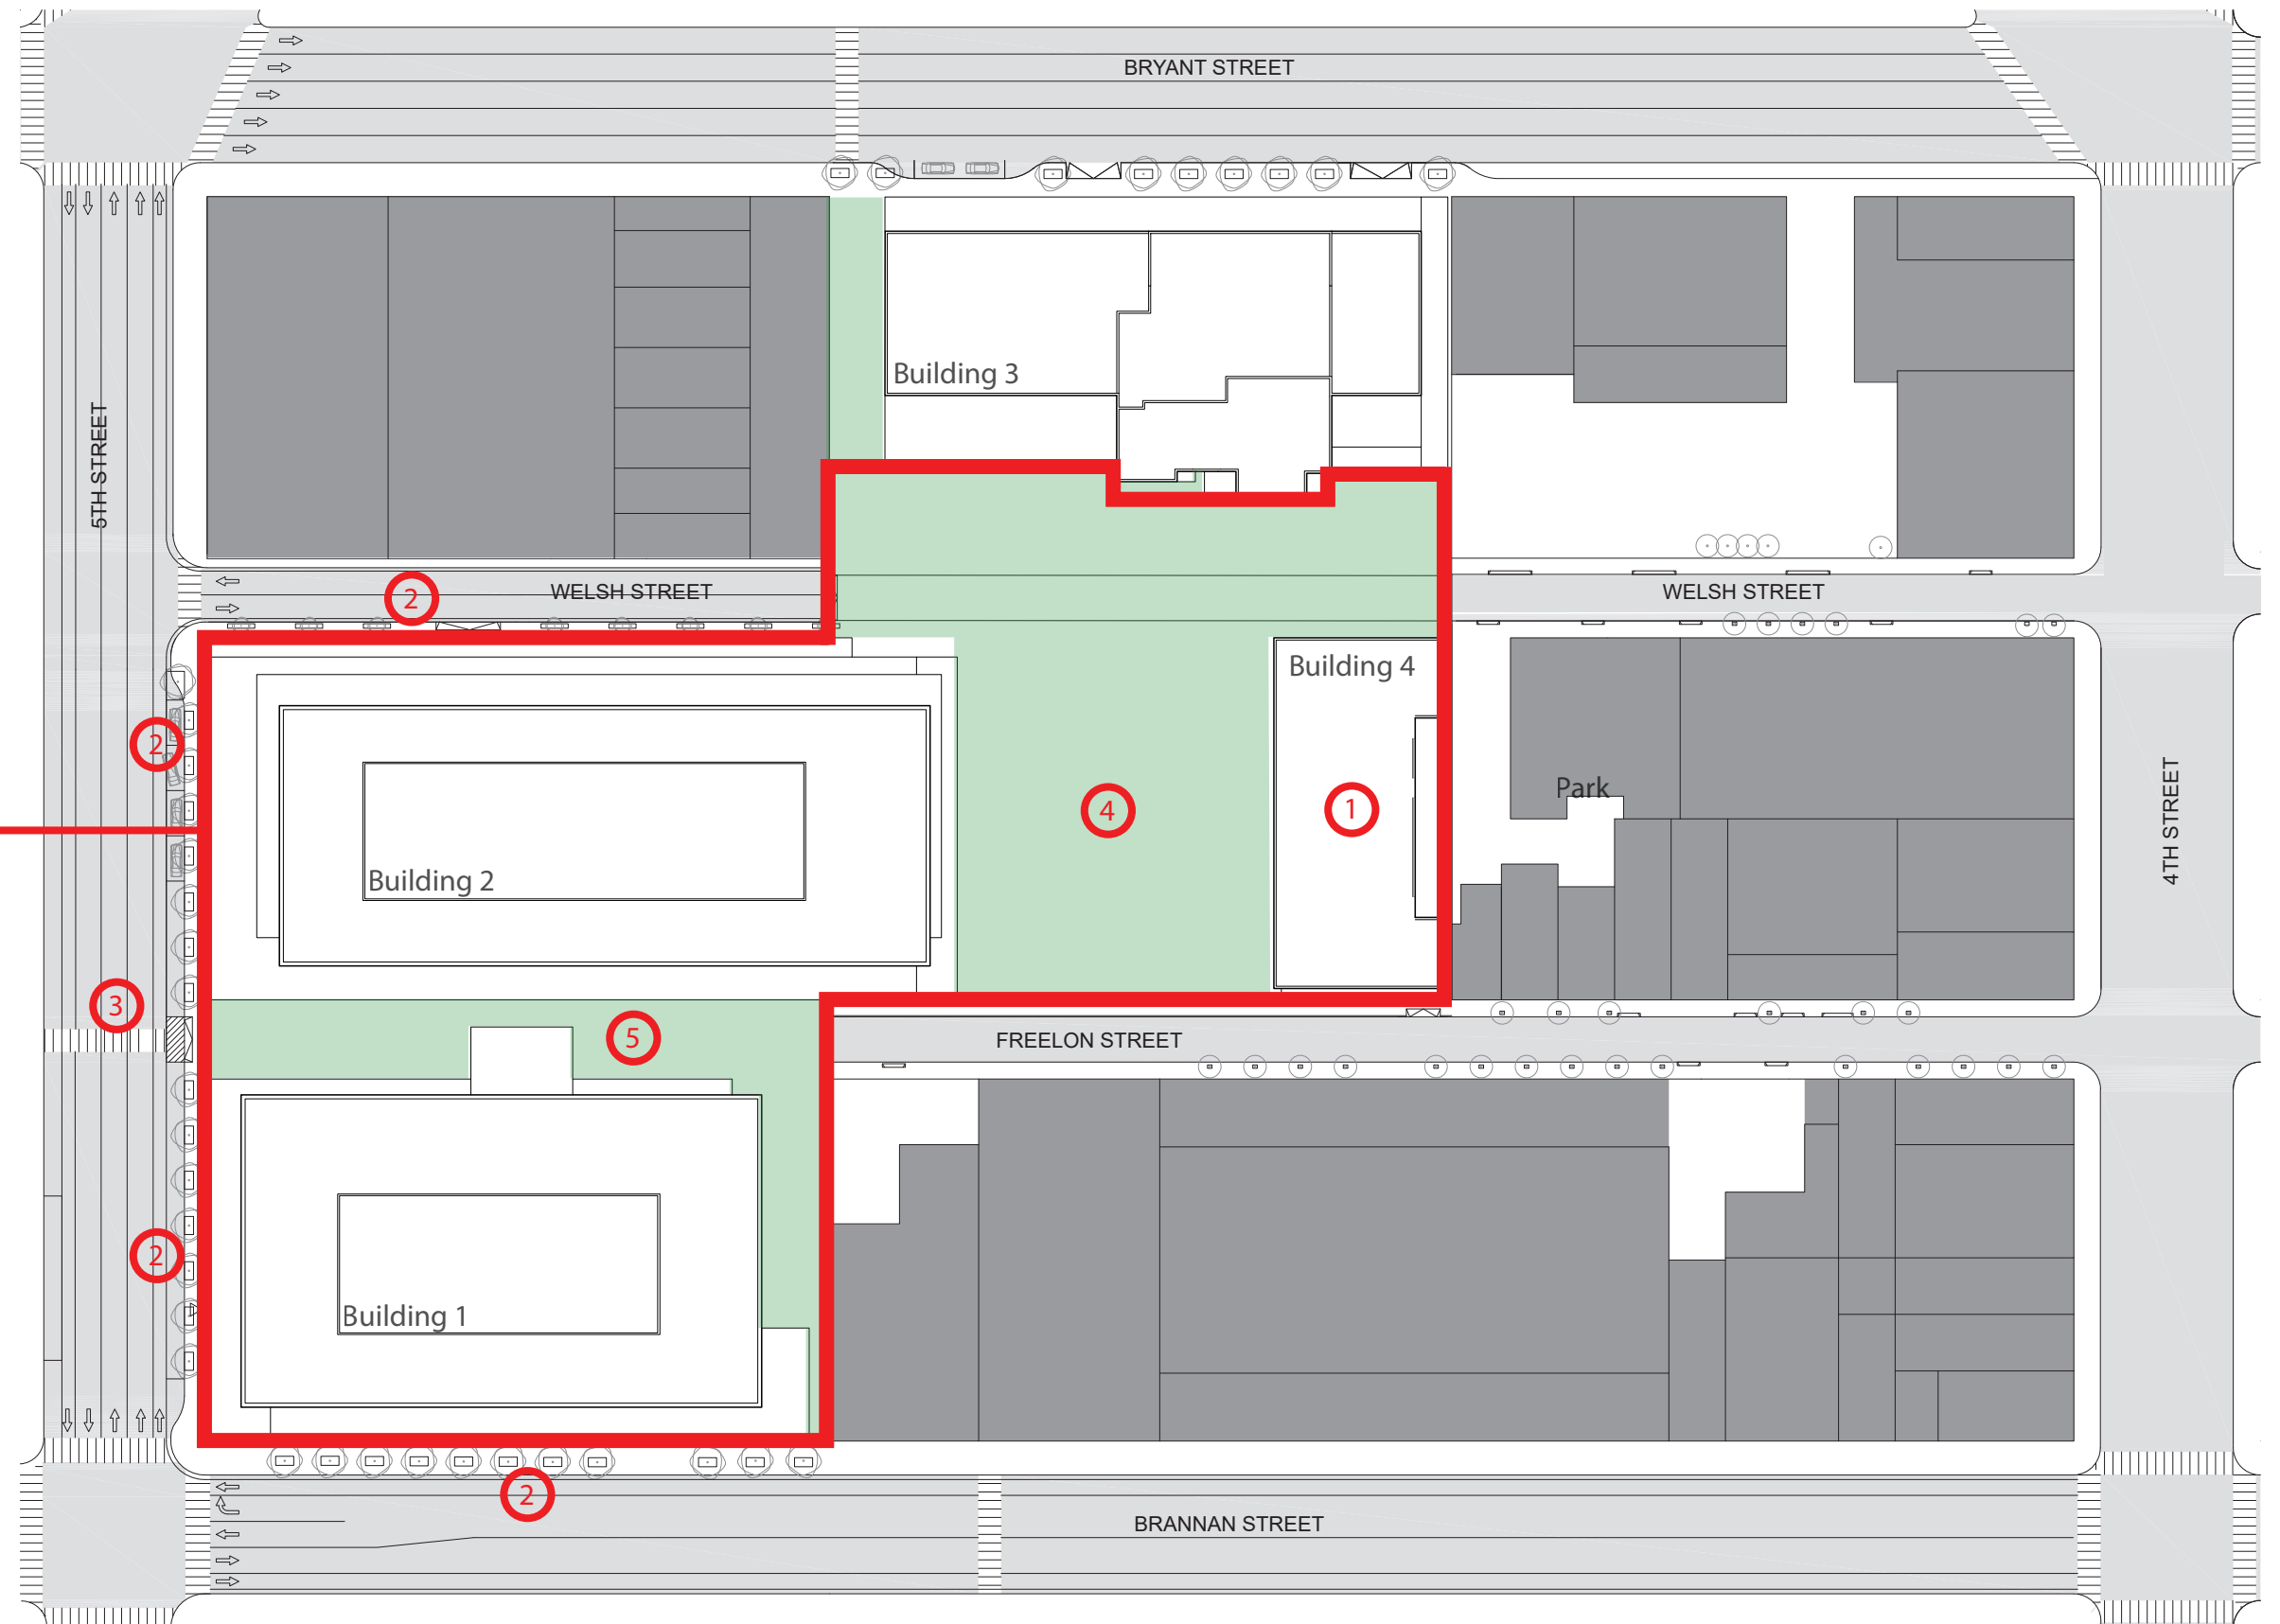 BRYANT STREET
Building 3
5TH STREET
WELSH STREET
2
WELSH STREET
Building 4
2
Park
4
1
4TH STREET
Building 2
3
5
FREELON STREET
2
Building 1
2
BRANNAN STREET